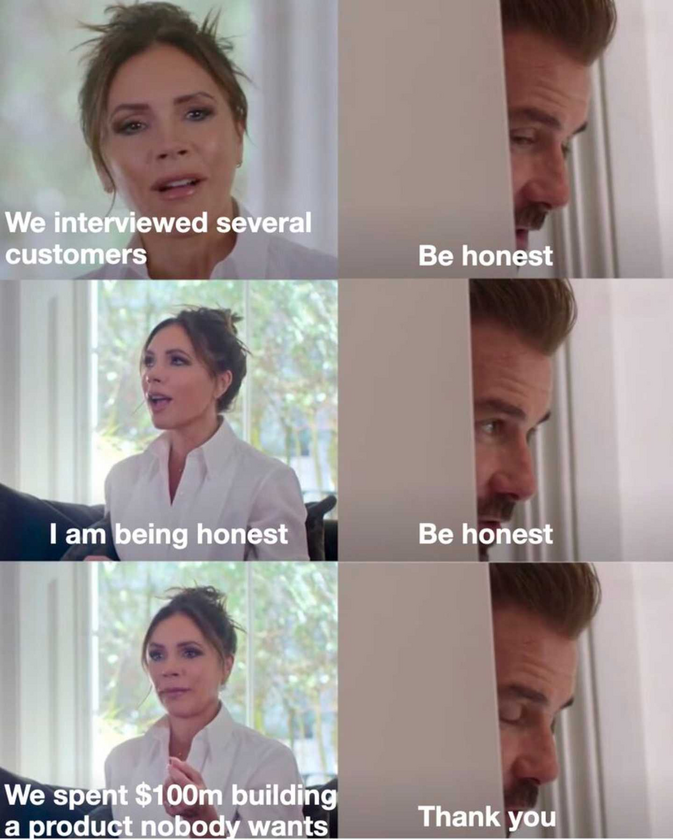 We interviewed several
customers
Be honest
I am being honest
Be honest
We spent $100m building
a product nobody wants
Thank you